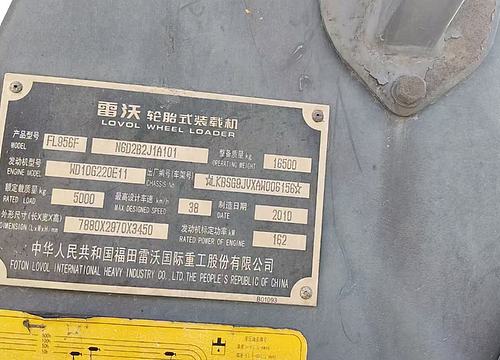 雷沃 轮胎式装载机
LOVOL WHEEL LOADER
产品型号 MODEL FL956F N6D2B2J1A101 整备质量 kg OPERATING WEIGHT 16500
发动机型号 ENGINE MODEL WD10G220E11 出厂编号(车架号) CHASSIS No ☆LKBSG9JVXAW006156☆
额定载质量 kg RATED LOAD 5000 最高设计车速 km/h MAX DESIGNED SPEED 38 制造日期 DATE 2010
外形尺寸(长X宽X高) DIMENSION (LxWxH) mm 7880X2970X3450 发动机标定功率 kW RATED POWER OF ENGINE 162
中华人民共和国福田雷沃国际重工股份有限公司
FOTON LOVOL INTERNATIONAL HEAVY INDUSTRY CO., LTD. THE PEOPLE'S REPUBLIC OF CHINA
B01093